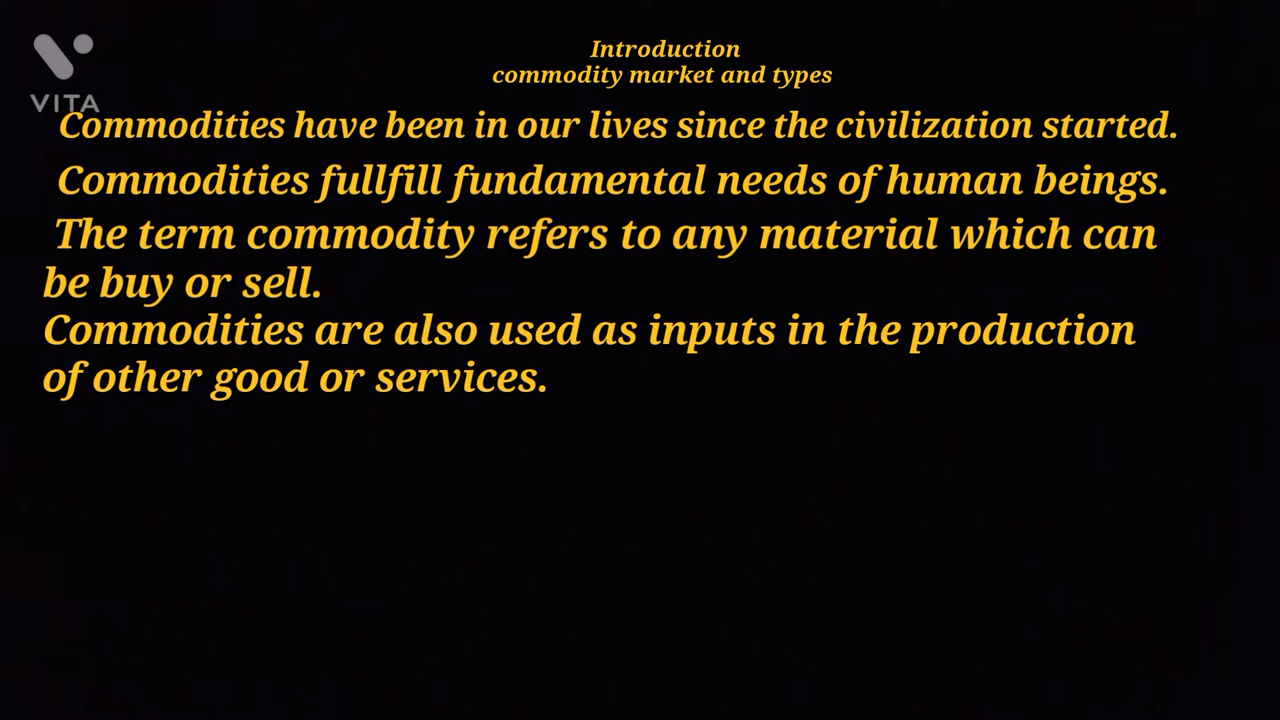 VITA
Introduction
commodity market and types
Commodities have been in our lives since the civilization started.
Commodities fullfill fundamental needs of human beings.
The term commodity refers to any material which can
be buy or sell.
Commodities are also used as inputs in the production
of other good or services.